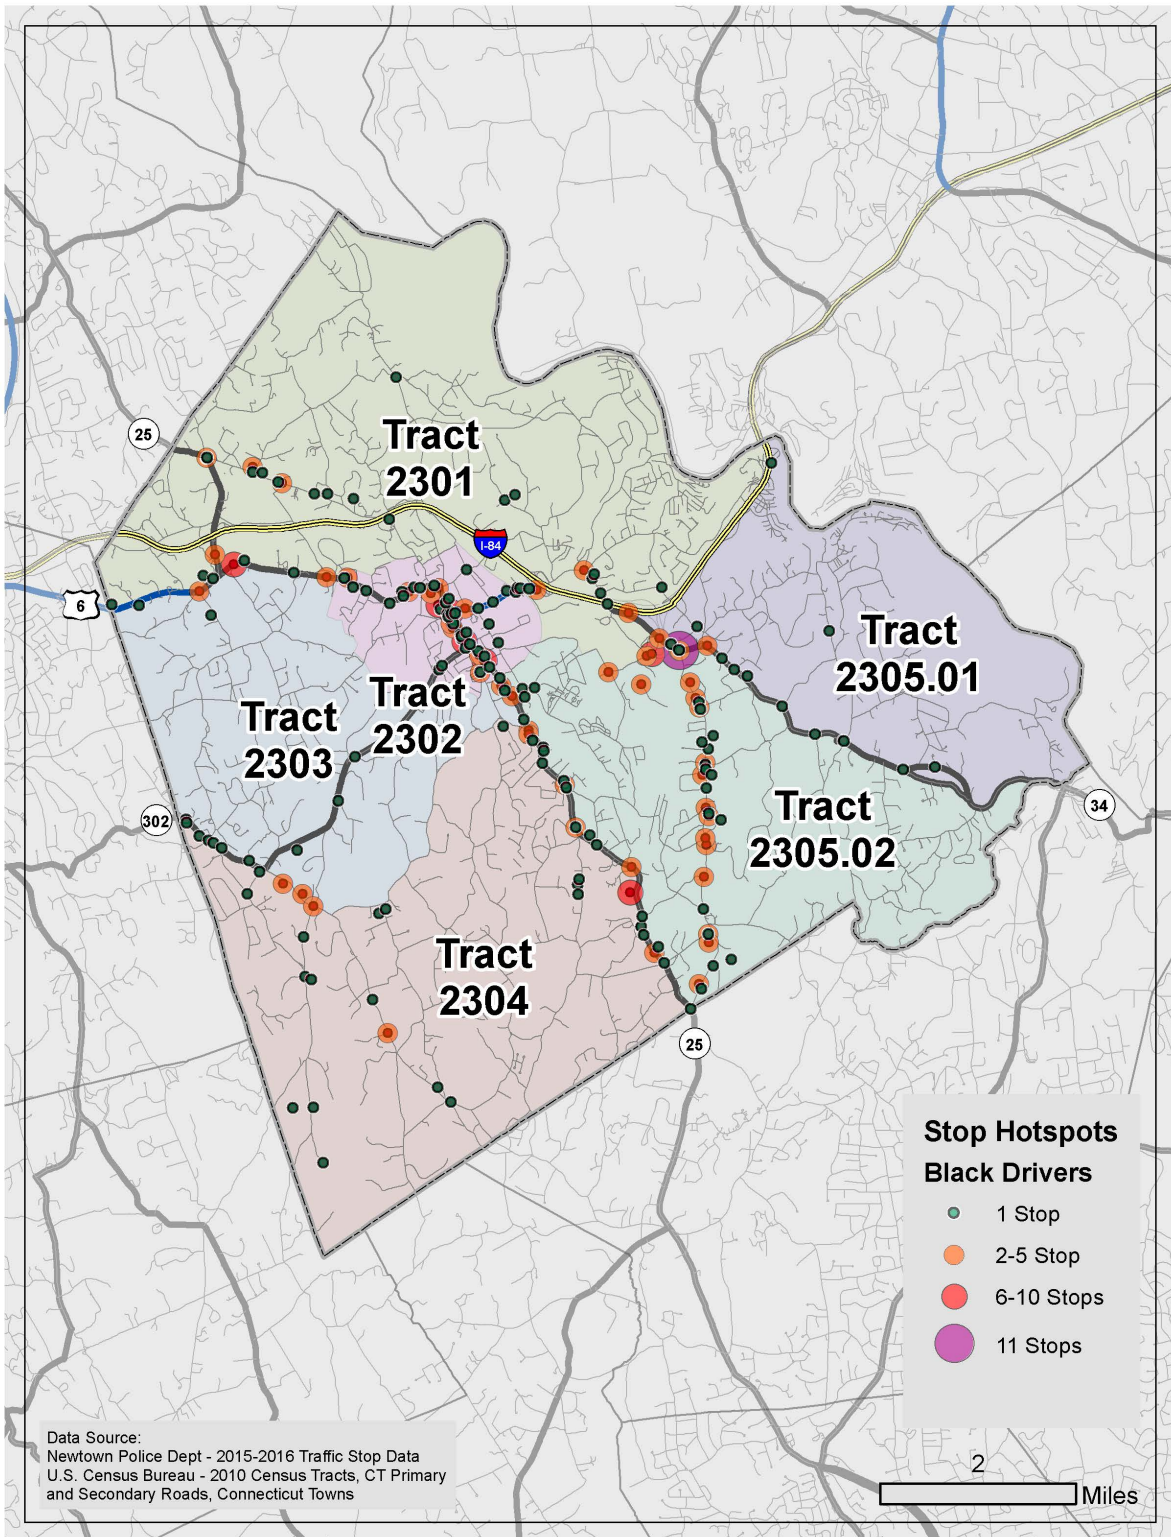 Tract
2301
25
I-84
6
Tract
2305.01
Tract
2303
Tract
2302
302
Tract
2305.02
34
Tract
2304
25
Stop Hotspots
Black Drivers
1 Stop
2-5 Stop
6-10 Stops
11 Stops
Data Source:
Newtown Police Dept - 2015-2016 Traffic Stop Data
U.S. Census Bureau - 2010 Census Tracts, CT Primary
and Secondary Roads, Connecticut Towns
2
Miles